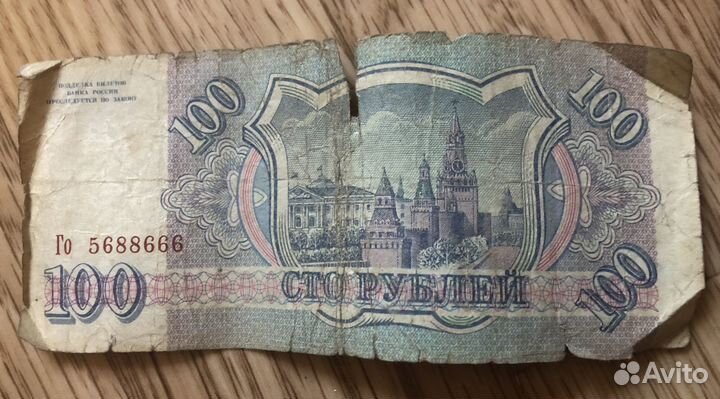 ПОДДЕЛКА БИЛЕТОВ
БАНКА РОССИИ
ПРЕСЛЕДУЕТСЯ ПО ЗАКОНУ
100
100
Го 5688666
100
СТО РУБЛЕЙ
100
Avito